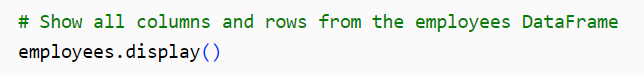 # Show all columns and rows from the employees DataFrame
employees.display()